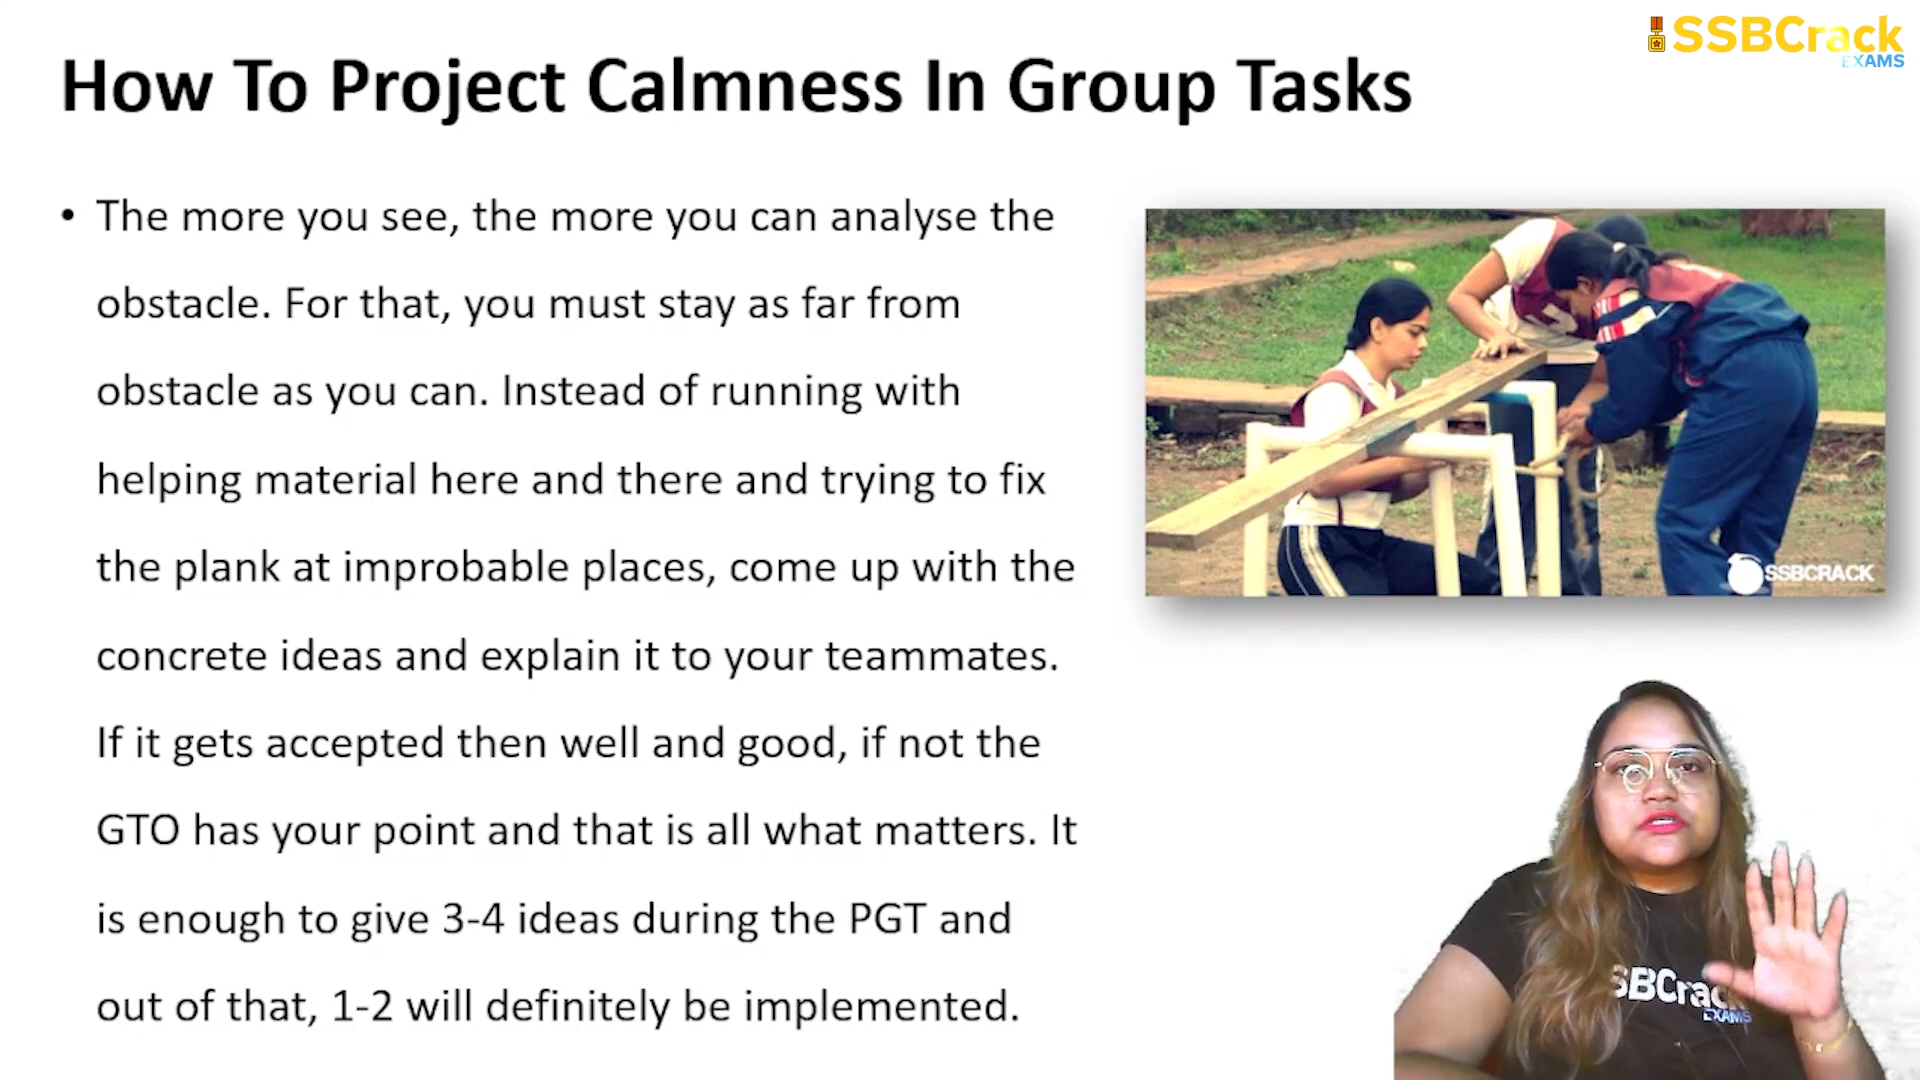 SSBCrack
EXAMS
How To Project Calmness In Group Tasks
• The more you see, the more you can analyse the
obstacle. For that, you must stay as far from
obstacle as you can. Instead of running with
helping material here and there and trying to fix
the plank at improbable places, come up with the
concrete ideas and explain it to your teammates.
If it gets accepted then well and good, if not the
GTO has your point and that is all what matters. It
is enough to give 3-4 ideas during the PGT and
out of that, 1-2 will definitely be implemented.
SSBCRACK
SBCrac
EXAMS